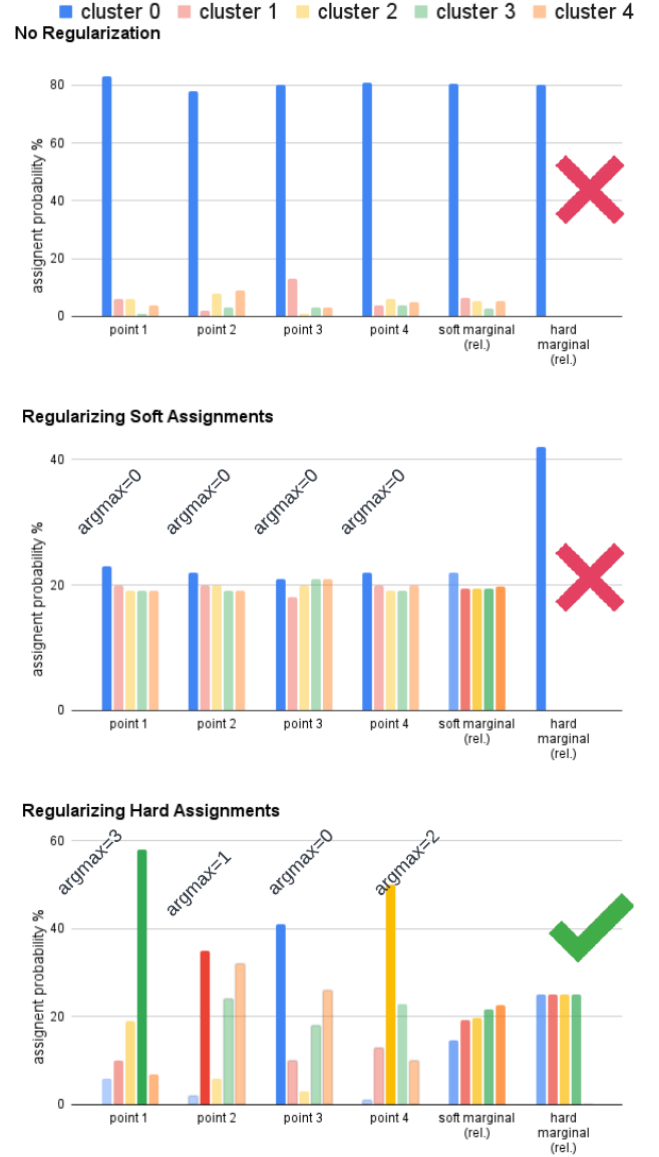 cluster 0 cluster 1 cluster 2 cluster 3 cluster 4
No Regularization
assignent probability %
80
60
40
20
0
point 1 point 2 point 3 point 4 soft marginal (rel.) hard marginal (rel.)
Regularizing Soft Assignments
assignent probability %
40
20
0
argmax=0 argmax=0 argmax=0 argmax=0
point 1 point 2 point 3 point 4 soft marginal (rel.) hard marginal (rel.)
Regularizing Hard Assignments
assignent probability %
60
40
20
0
argmax=3 argmax=1 argmax=0 argmax=2
point 1 point 2 point 3 point 4 soft marginal (rel.) hard marginal (rel.)